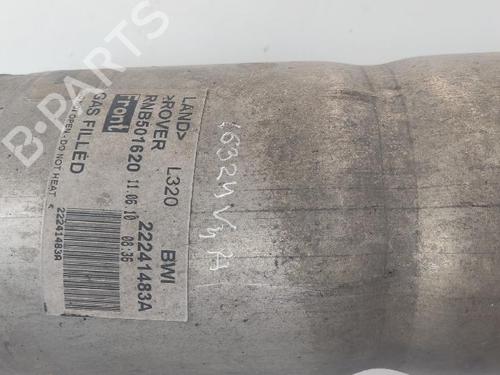 LAND> L320 BWI
>ROVER 22241483A
RNB501620 11.06.10 08:36
Front
GAS FILLED
OPEN. DO NOT HEAT
22241483A
B-PARTS